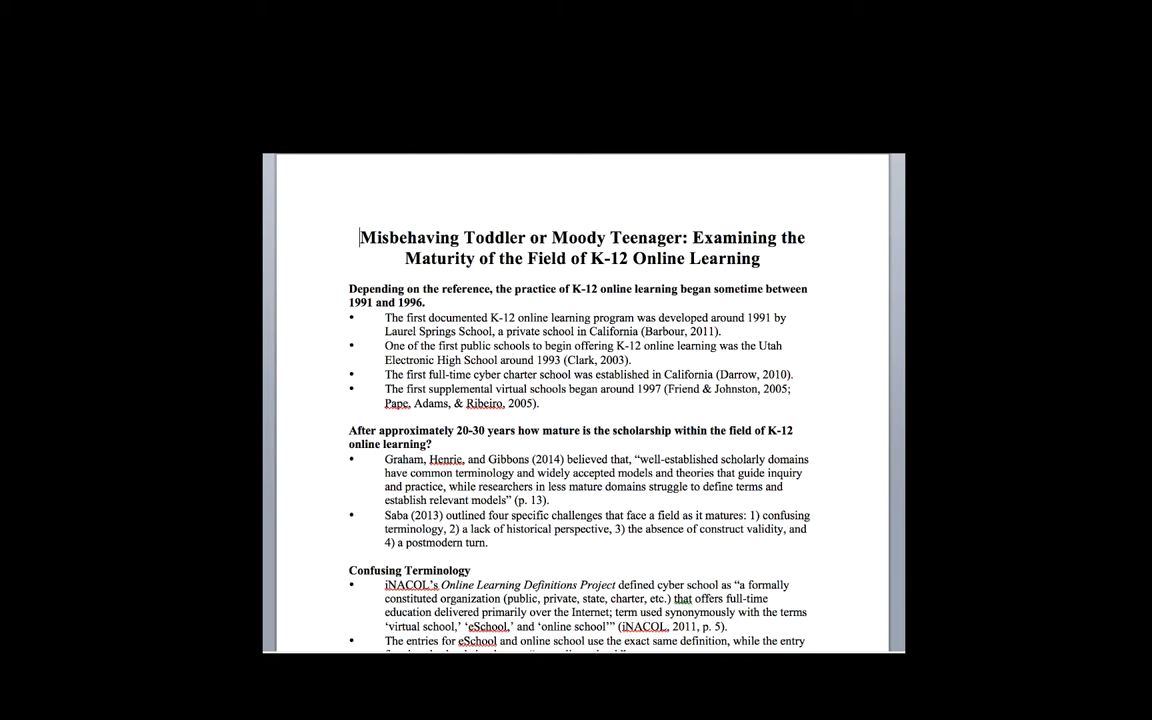 Misbehaving Toddler or Moody Teenager: Examining the
Maturity of the Field of K-12 Online Learning
Depending on the reference, the practice of K-12 online learning began sometime between
1991 and 1996.
• The first documented K-12 online learning program was developed around 1991 by
Laurel Springs School, a private school in California (Barbour, 2011).
• One of the first public schools to begin offering K-12 online learning was the Utah
Electronic High School around 1993 (Clark, 2003).
• The first full-time cyber charter school was established in California (Darrow, 2010).
• The first supplemental virtual schools began around 1997 (Friend & Johnston, 2005;
Pape, Adams, & Ribeiro, 2005).
After approximately 20-30 years how mature is the scholarship within the field of K-12
online learning?
• Graham, Henrie, and Gibbons (2014) believed that, “well-established scholarly domains
have common terminology and widely accepted models and theories that guide inquiry
and practice, while researchers in less mature domains struggle to define terms and
establish relevant models” (p. 13).
• Saba (2013) outlined four specific challenges that face a field as it matures: 1) confusing
terminology, 2) a lack of historical perspective, 3) the absence of construct validity, and
4) a postmodern turn.
Confusing Terminology
• iNACOL’s Online Learning Definitions Project defined cyber school as “a formally
constituted organization (public, private, state, charter, etc.) that offers full-time
education delivered primarily over the Internet; term used synonymously with the terms
‘virtual school,’ ‘eSchool,’ and ‘online school’” (iNACOL, 2011, p. 5).
• The entries for eSchool and online school use the exact same definition, while the entry